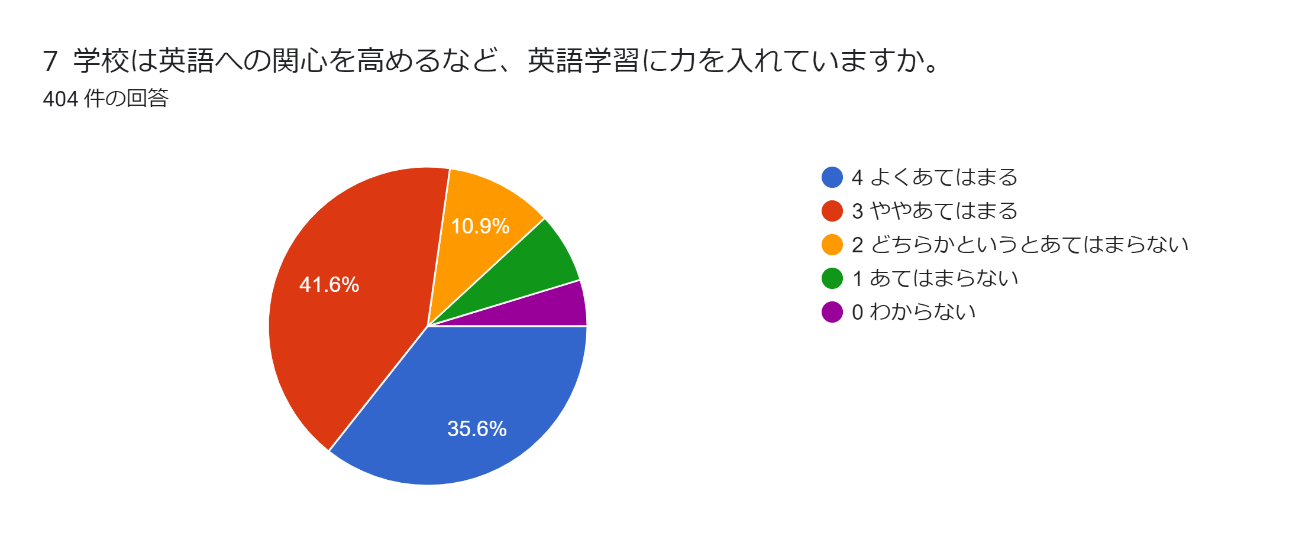 7 学校は英語への関心を高めるなど、英語学習に力を入れていますか。
404 件の回答
4 よくあてはまる
3 ややあてはまる
2 どちらかというとあてはまらない
1 あてはまらない
0 わからない
10.9%
41.6%
35.6%